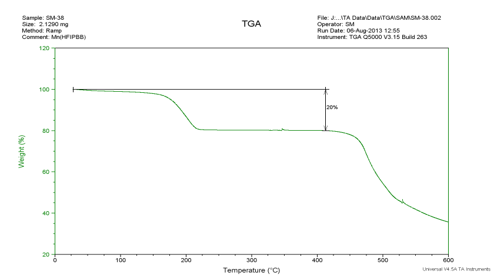 Sample: SM-38
Size: 2.1290 mg
Method: Ramp
Comment: Mn(HFIPBB)
TGA
File: J:...\TA Data\Data\TGA\SAM\SM-38.002
Operator: SM
Run Date: 06-Aug-2013 12:55
Instrument: TGA Q5000 V3.15 Build 263
120
100
80
60
40
20
Weight (%)
20%
0
100
200
300
400
500
600
Temperature (°C)
Universal V4.5A TA Instruments